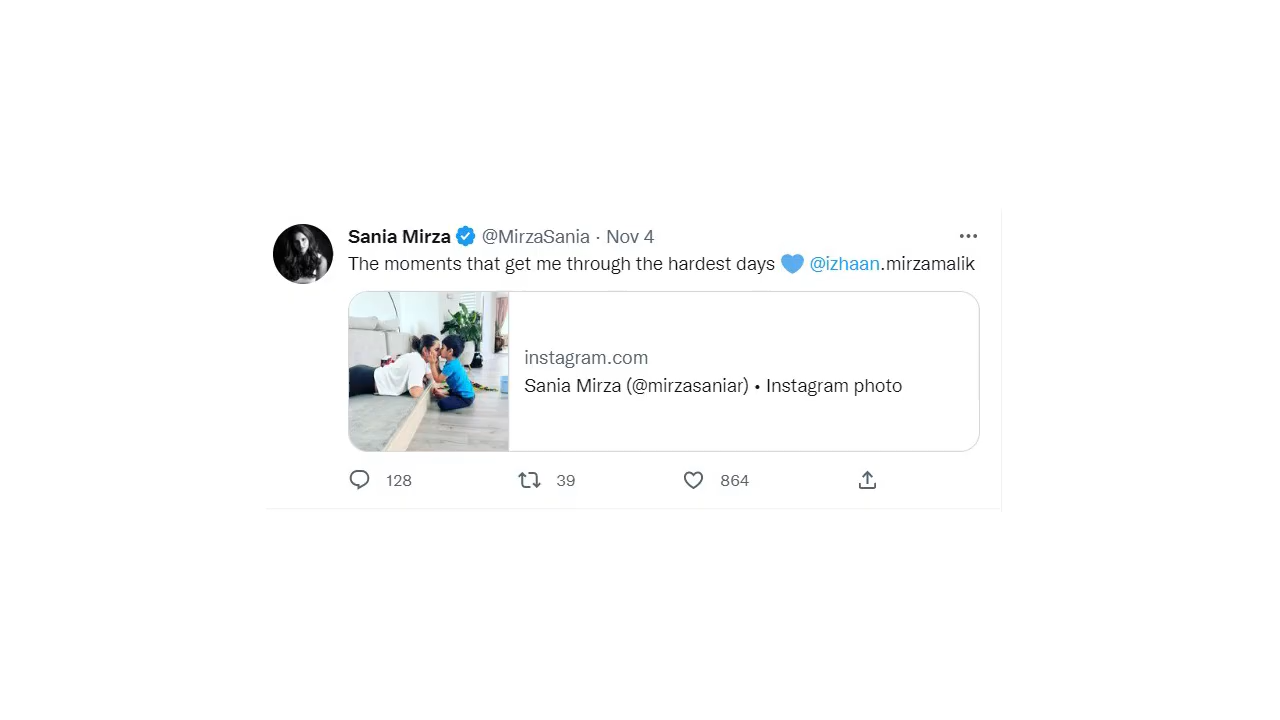 Sania Mirza @MirzaSania · Nov 4
The moments that get me through the hardest days 💙 @izhaan.mirzamalik
instagram.com
Sania Mirza (@mirzasaniar) • Instagram photo
128 39 864